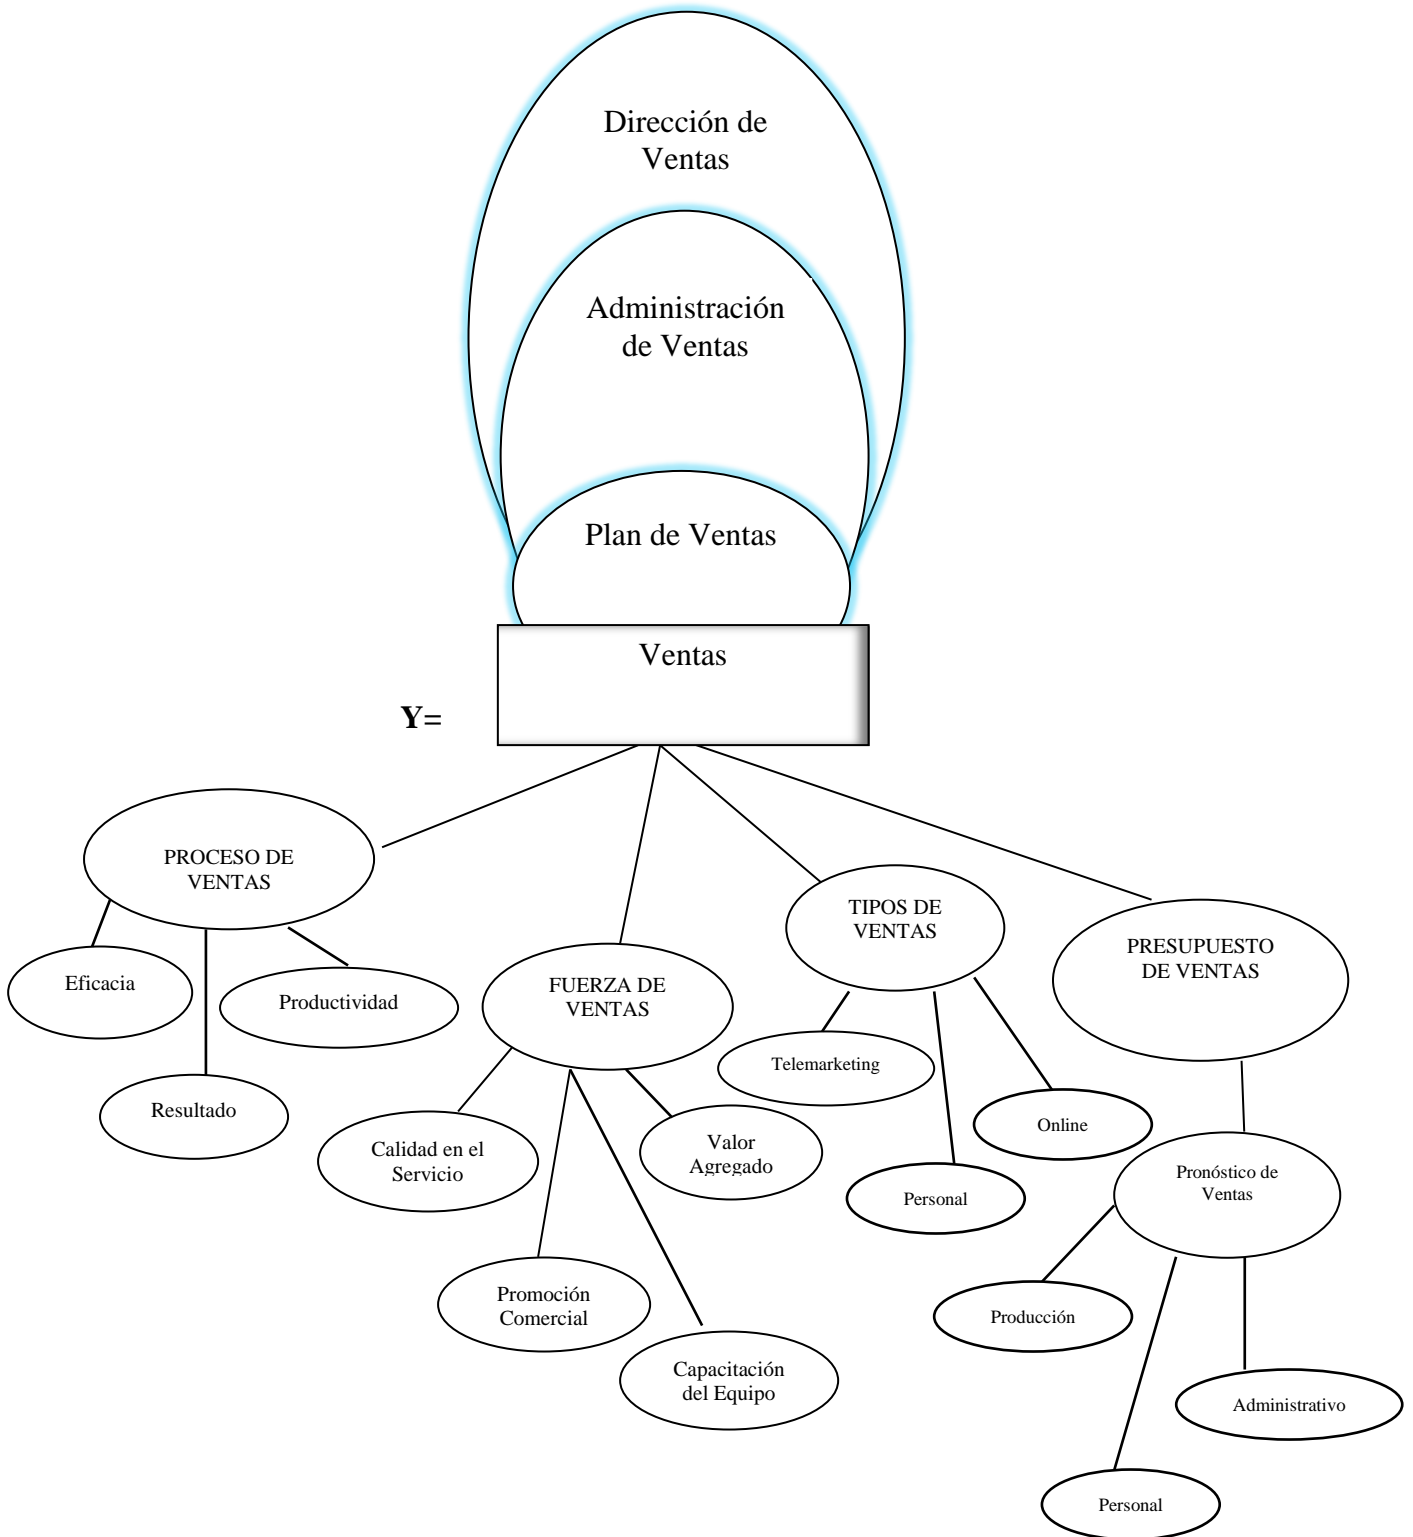 Dirección de
Ventas
Administración
de Ventas
Plan de Ventas
Ventas
Y=
PROCESO DE
VENTAS
Eficacia
Productividad
Resultado
FUERZA DE
VENTAS
Calidad en el
Servicio
Valor
Agregado
Promoción
Comercial
Capacitación
del Equipo
TIPOS DE
VENTAS
Telemarketing
Online
Personal
PRESUPUESTO
DE VENTAS
Pronóstico de
Ventas
Producción
Administrativo
Personal